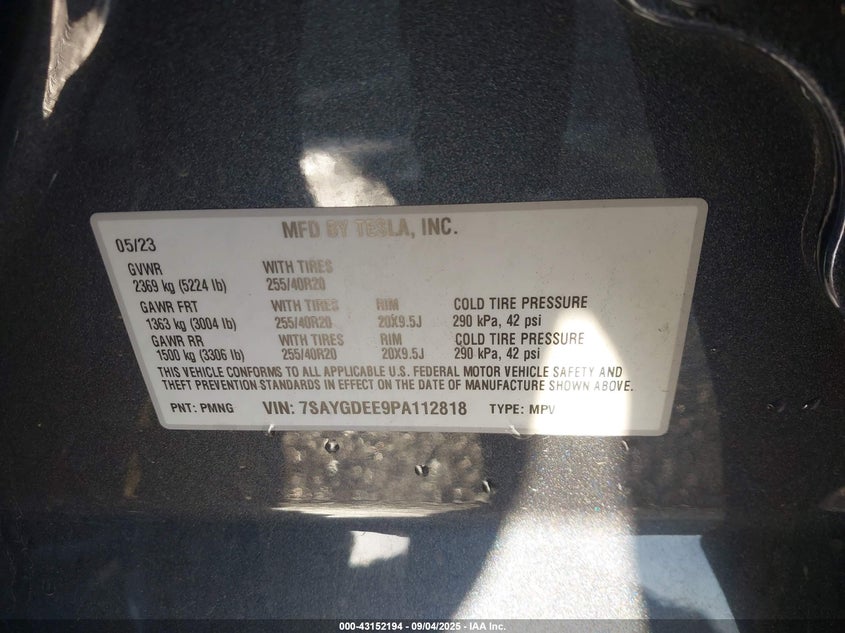 MFD BY TESLA, INC.
05/23
GVWR WITH TIRES
2369 kg (5224 lb) 255/40R20
GAWR FRT WITH TIRES RIM COLD TIRE PRESSURE
1363 kg (3004 lb) 255/40R20 20X9.5J 290 kPa, 42 psi
GAWR RR WITH TIRES RIM COLD TIRE PRESSURE
1500 kg (3306 lb) 255/40R20 20X9.5J 290 kPa, 42 psi
THIS VEHICLE CONFORMS TO ALL APPLICABLE U.S. FEDERAL MOTOR VEHICLE SAFETY AND
THEFT PREVENTION STANDARDS IN EFFECT ON THE DATE OF MANUFACTURE SHOWN ABOVE.
PNT: PMNG VIN: 7SAYGDEE9PA112818 TYPE: MPV
000-43152194 - 09/04/2025 - IAA Inc.